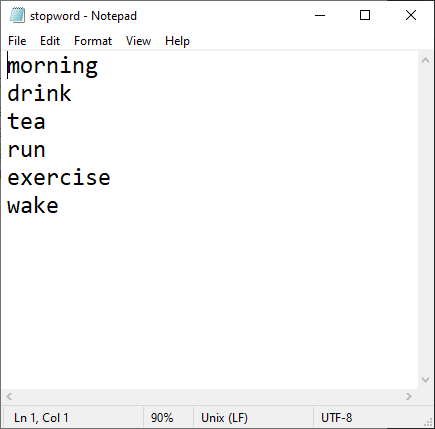 stopword - Notepad
File Edit Format View Help
morning
drink
tea
run
exercise
wake
Ln 1, Col 1 90% Unix (LF) UTF-8